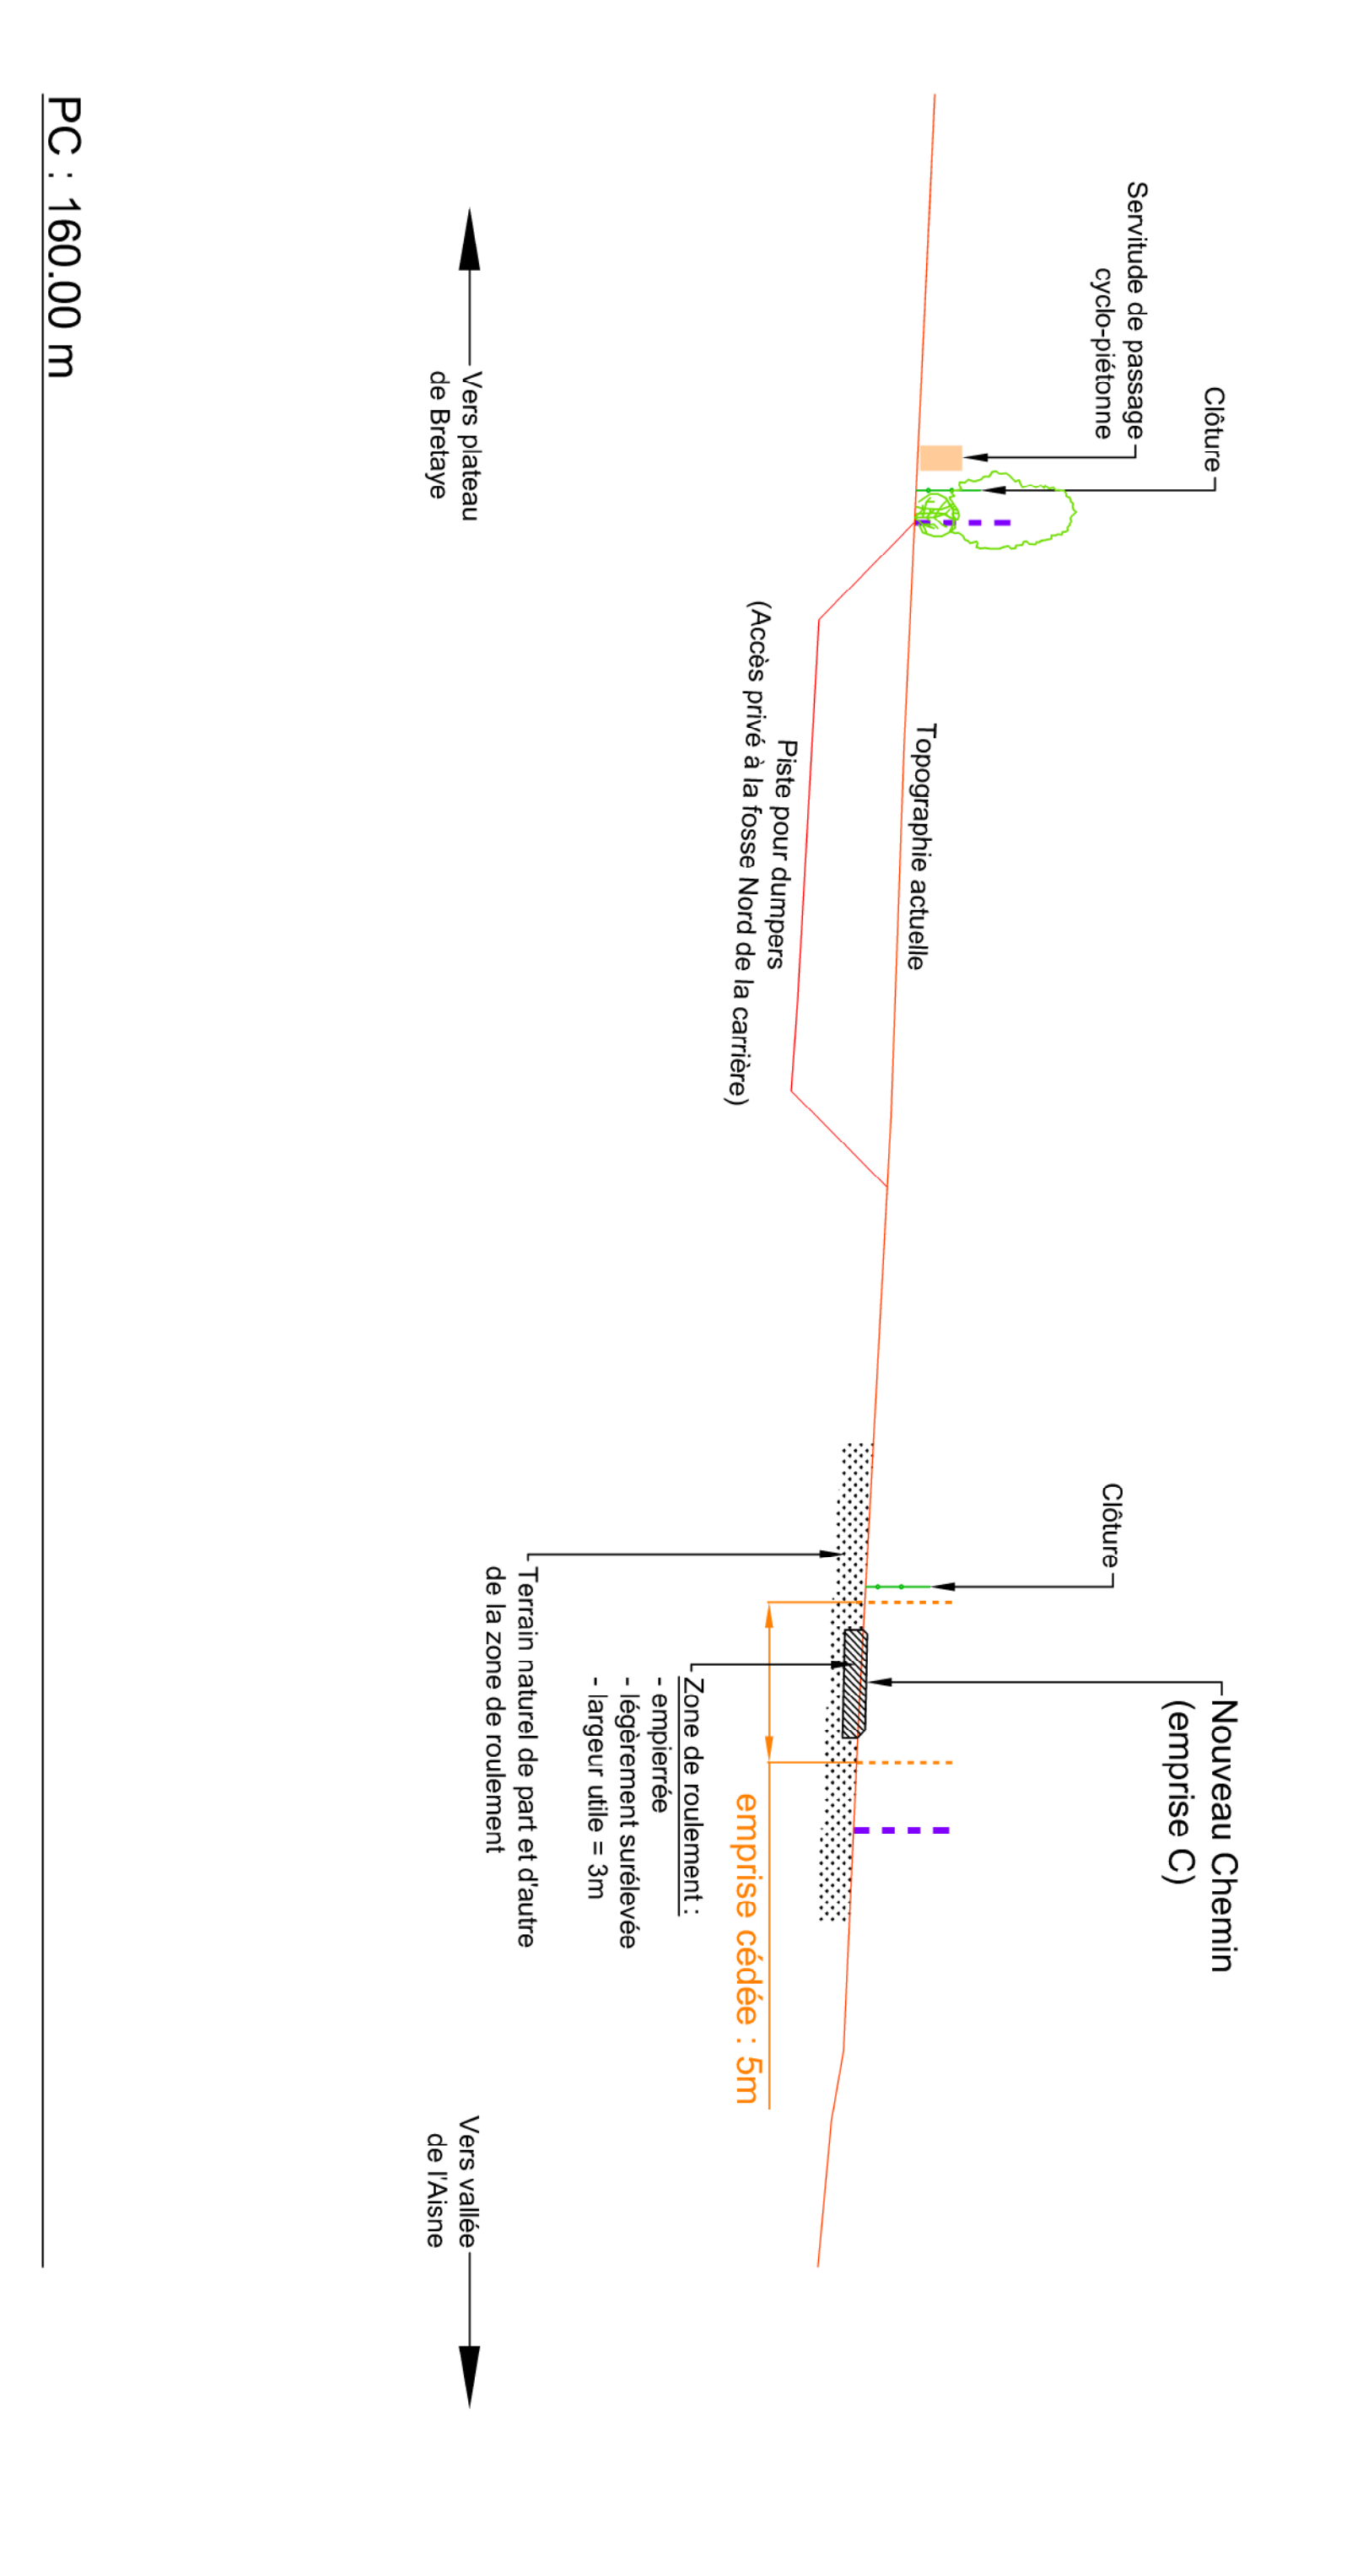 Clôture
Servitude de passage
cyclo-piétonne
Nouveau Chemin
(emprise C)
Clôture
Topographie actuelle
Piste pour dumpers
(Accès privé à la fosse Nord de la carrière)
emprise cédée : 5m
Zone de roulement :
- empierrée
- légèrement surélevée
- largeur utile = 3m
Terrain naturel de part et d'autre
de la zone de roulement
Vers plateau
de Bretaye
Vers vallée
de l'Aisne
PC : 160.00 m